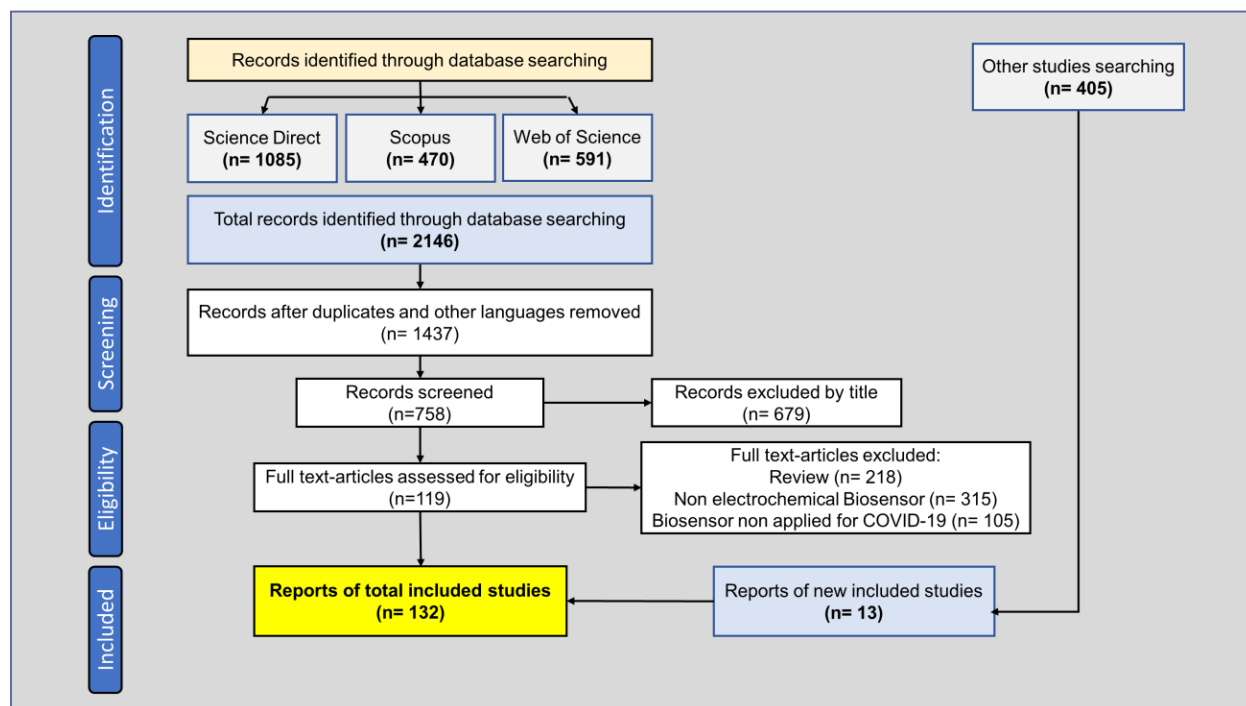 Identification
Records identified through database searching
Other studies searching
(n= 405)
Science Direct
(n= 1085)
Scopus
(n= 470)
Web of Science
(n= 591)
Total records identified through database searching
(n= 2146)
Screening
Records after duplicates and other languages removed
(n= 1437)
Records screened
(n=758)
Records excluded by title
(n= 679)
Eligibility
Full text-articles assessed for eligibility
(n=119)
Full text-articles excluded:
Review (n= 218)
Non electrochemical Biosensor (n= 315)
Biosensor non applied for COVID-19 (n= 105)
Included
Reports of total included studies
(n= 132)
Reports of new included studies
(n= 13)